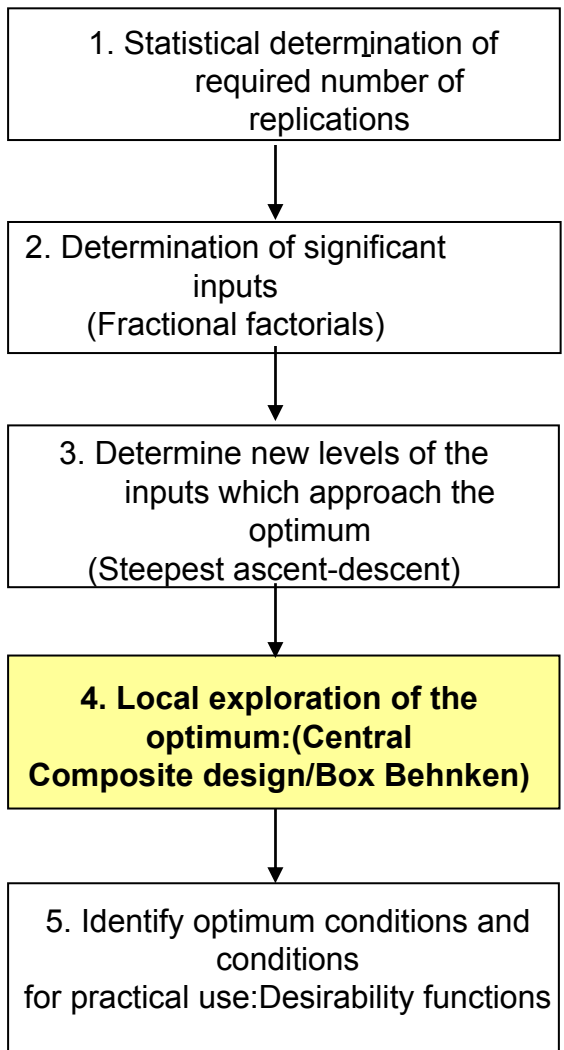 1. Statistical determination of
required number of
replications
2. Determination of significant
inputs
(Fractional factorials)
3. Determine new levels of the
inputs which approach the
optimum
(Steepest ascent-descent)
4. Local exploration of the
optimum:(Central
Composite design/Box Behnken)
5. Identify optimum conditions and
conditions
for practical use:Desirability functions